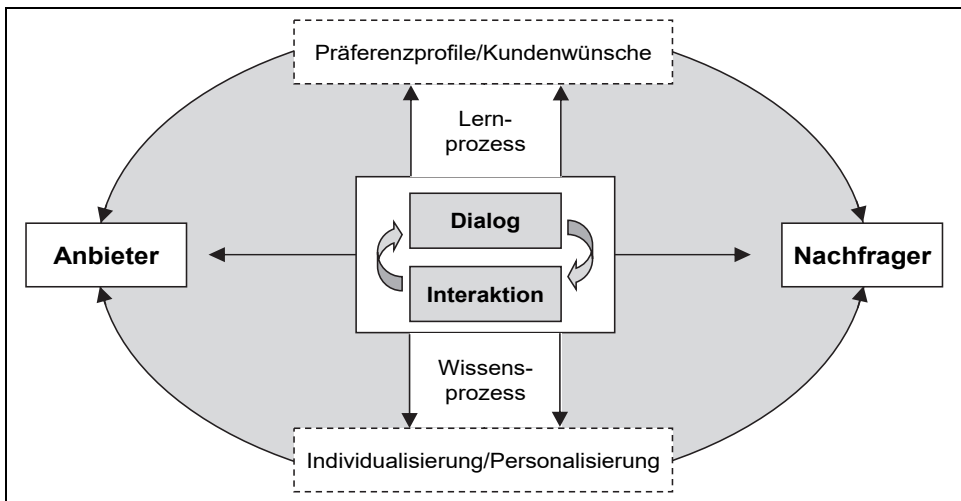 Präferenzprofile/Kundenwünsche
Lern-
prozess
Dialog
Anbieter
Nachfrager
Interaktion
Wissens-
prozess
Individualisierung/Personalisierung